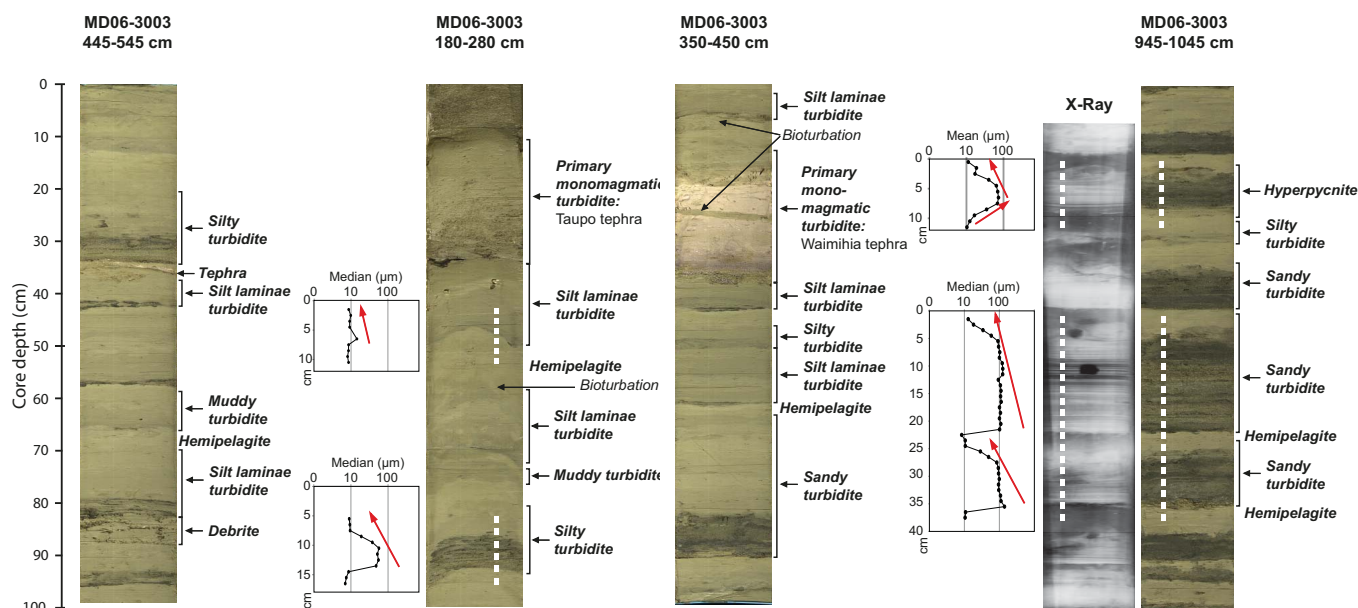 MD06-3003
445-545 cm
MD06-3003
180-280 cm
MD06-3003
350-450 cm
MD06-3003
945-1045 cm
X-Ray
Core depth (cm)
0
10
20
30
40
50
60
70
80
90
100
Silty
turbidite
Tephra
Silt laminae
turbidite
Muddy
turbidite
Hemipelagite
Silt laminae
turbidite
Debrite
Median (µm)
0 10 100
0
5
10
cm
Median (µm)
0 10 100
0
5
10
15
cm
Primary
monomagmatic
turbidite:
Taupo tephra
Silt laminae
turbidite
Hemipelagite
Bioturbation
Silt laminae
turbidite
Muddy turbidite
Silty
turbidite
Silt laminae
turbidite
Bioturbation
Primary
mono-
magmatic
turbidite:
Waimihia tephra
Silt laminae
turbidite
Silty
turbidite
Silt laminae
turbidite
Hemipelagite
Sandy
turbidite
Mean (µm)
0 10 100
0
5
10
cm
Median (µm)
0 10 100
0
5
10
15
20
25
30
35
40
cm
Hyperpycnite
Silty
turbidite
Sandy
turbidite
Sandy
turbidite
Hemipelagite
Sandy
turbidite
Hemipelagite